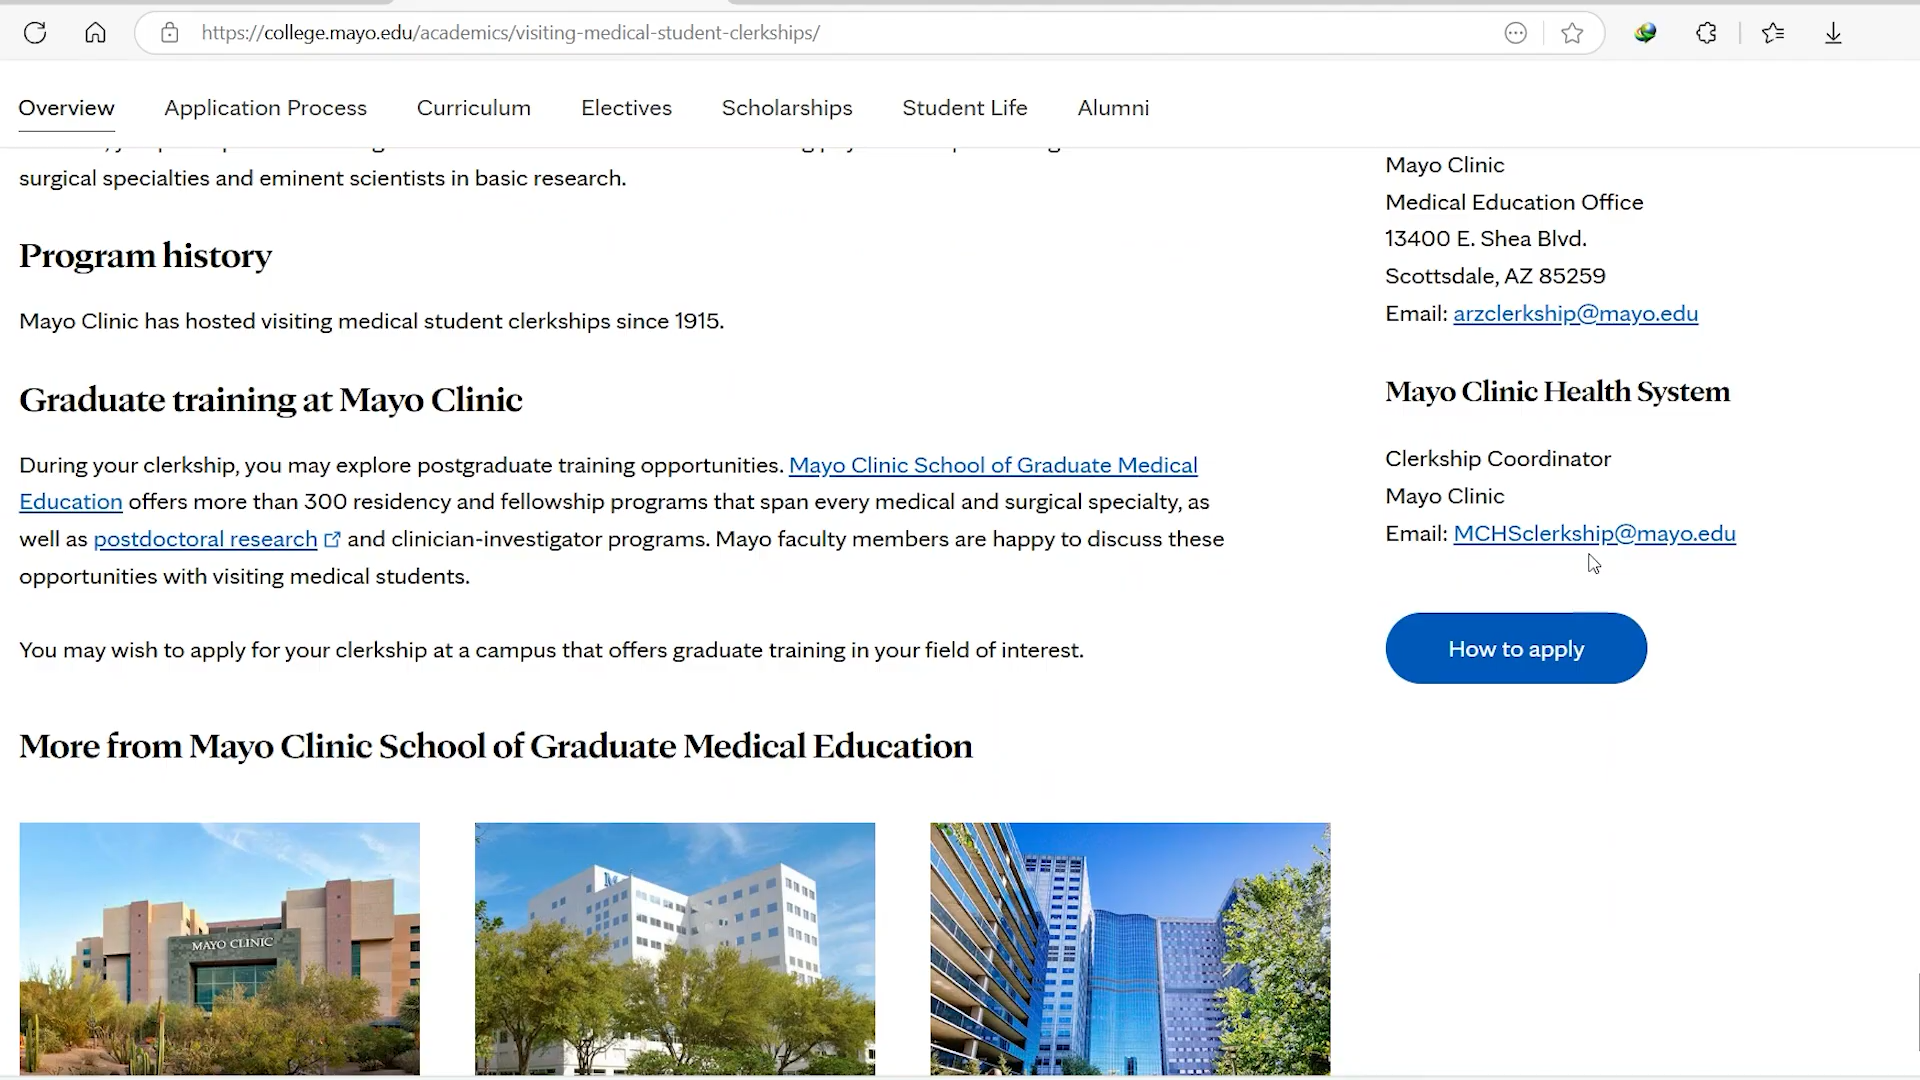 https://college.mayo.edu/academics/visiting-medical-student-clerkships/
Overview
Application Process
Curriculum
Electives
Scholarships
Student Life
Alumni
surgical specialties and eminent scientists in basic research.
Program history
Mayo Clinic has hosted visiting medical student clerkships since 1915.
Graduate training at Mayo Clinic
During your clerkship, you may explore postgraduate training opportunities. Mayo Clinic School of Graduate Medical
Education offers more than 300 residency and fellowship programs that span every medical and surgical specialty, as
well as postdoctoral research and clinician-investigator programs. Mayo faculty members are happy to discuss these
opportunities with visiting medical students.
You may wish to apply for your clerkship at a campus that offers graduate training in your field of interest.
More from Mayo Clinic School of Graduate Medical Education
MAYO CLINIC
Mayo Clinic
Medical Education Office
13400 E. Shea Blvd.
Scottsdale, AZ 85259
Email: arzclerkship@mayo.edu
Mayo Clinic Health System
Clerkship Coordinator
Mayo Clinic
Email: MCHSclerkship@mayo.edu
How to apply